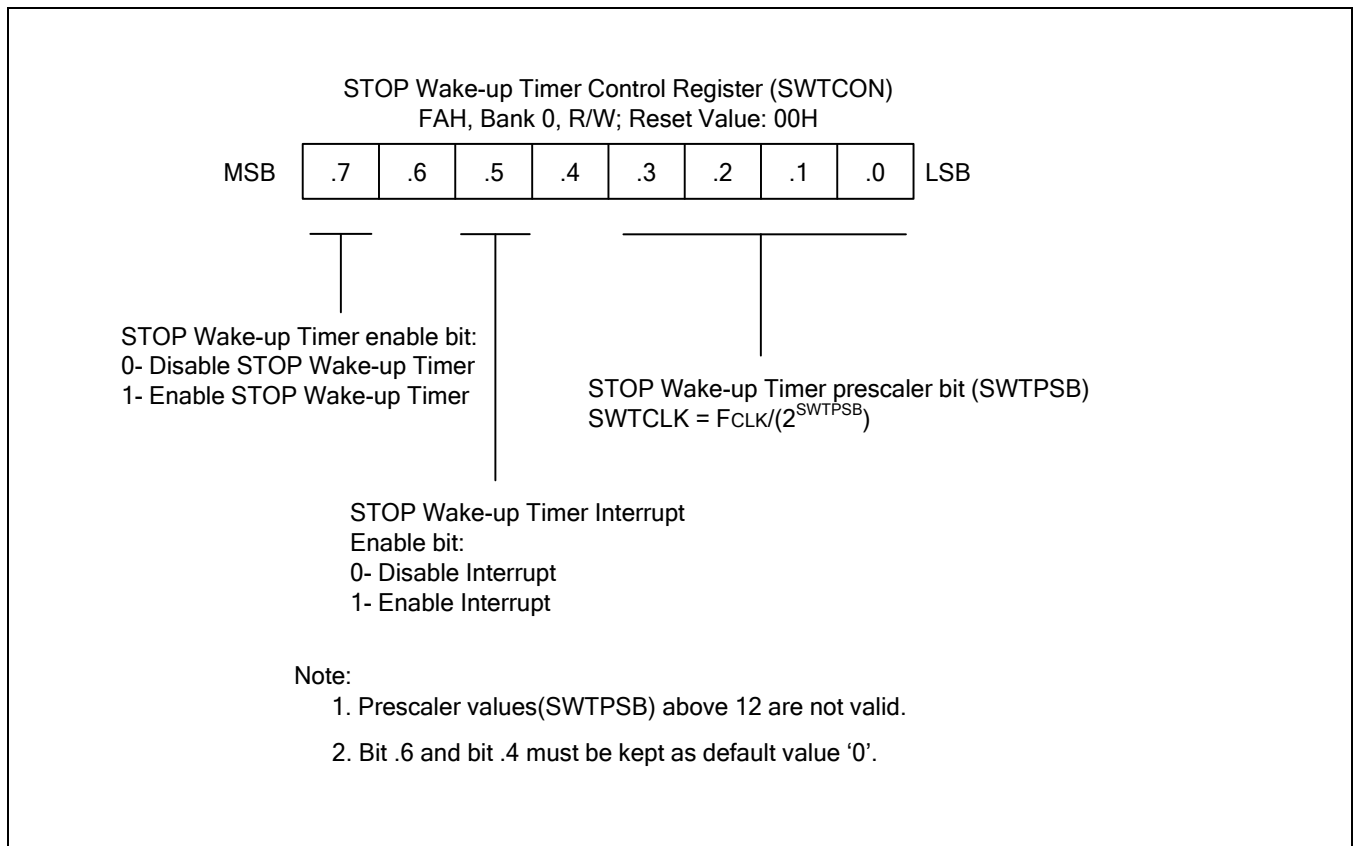 STOP Wake-up Timer Control Register (SWTCON)
FAH, Bank 0, R/W; Reset Value: 00H
MSB .7 .6 .5 .4 .3 .2 .1 .0 LSB
STOP Wake-up Timer enable bit:
0- Disable STOP Wake-up Timer
1- Enable STOP Wake-up Timer
STOP Wake-up Timer prescaler bit (SWTPSB)
SWTCLK = FCLK/(2^SWTPSB)
STOP Wake-up Timer Interrupt
Enable bit:
0- Disable Interrupt
1- Enable Interrupt
Note:
1. Prescaler values(SWTPSB) above 12 are not valid.
2. Bit .6 and bit .4 must be kept as default value ‘0’.